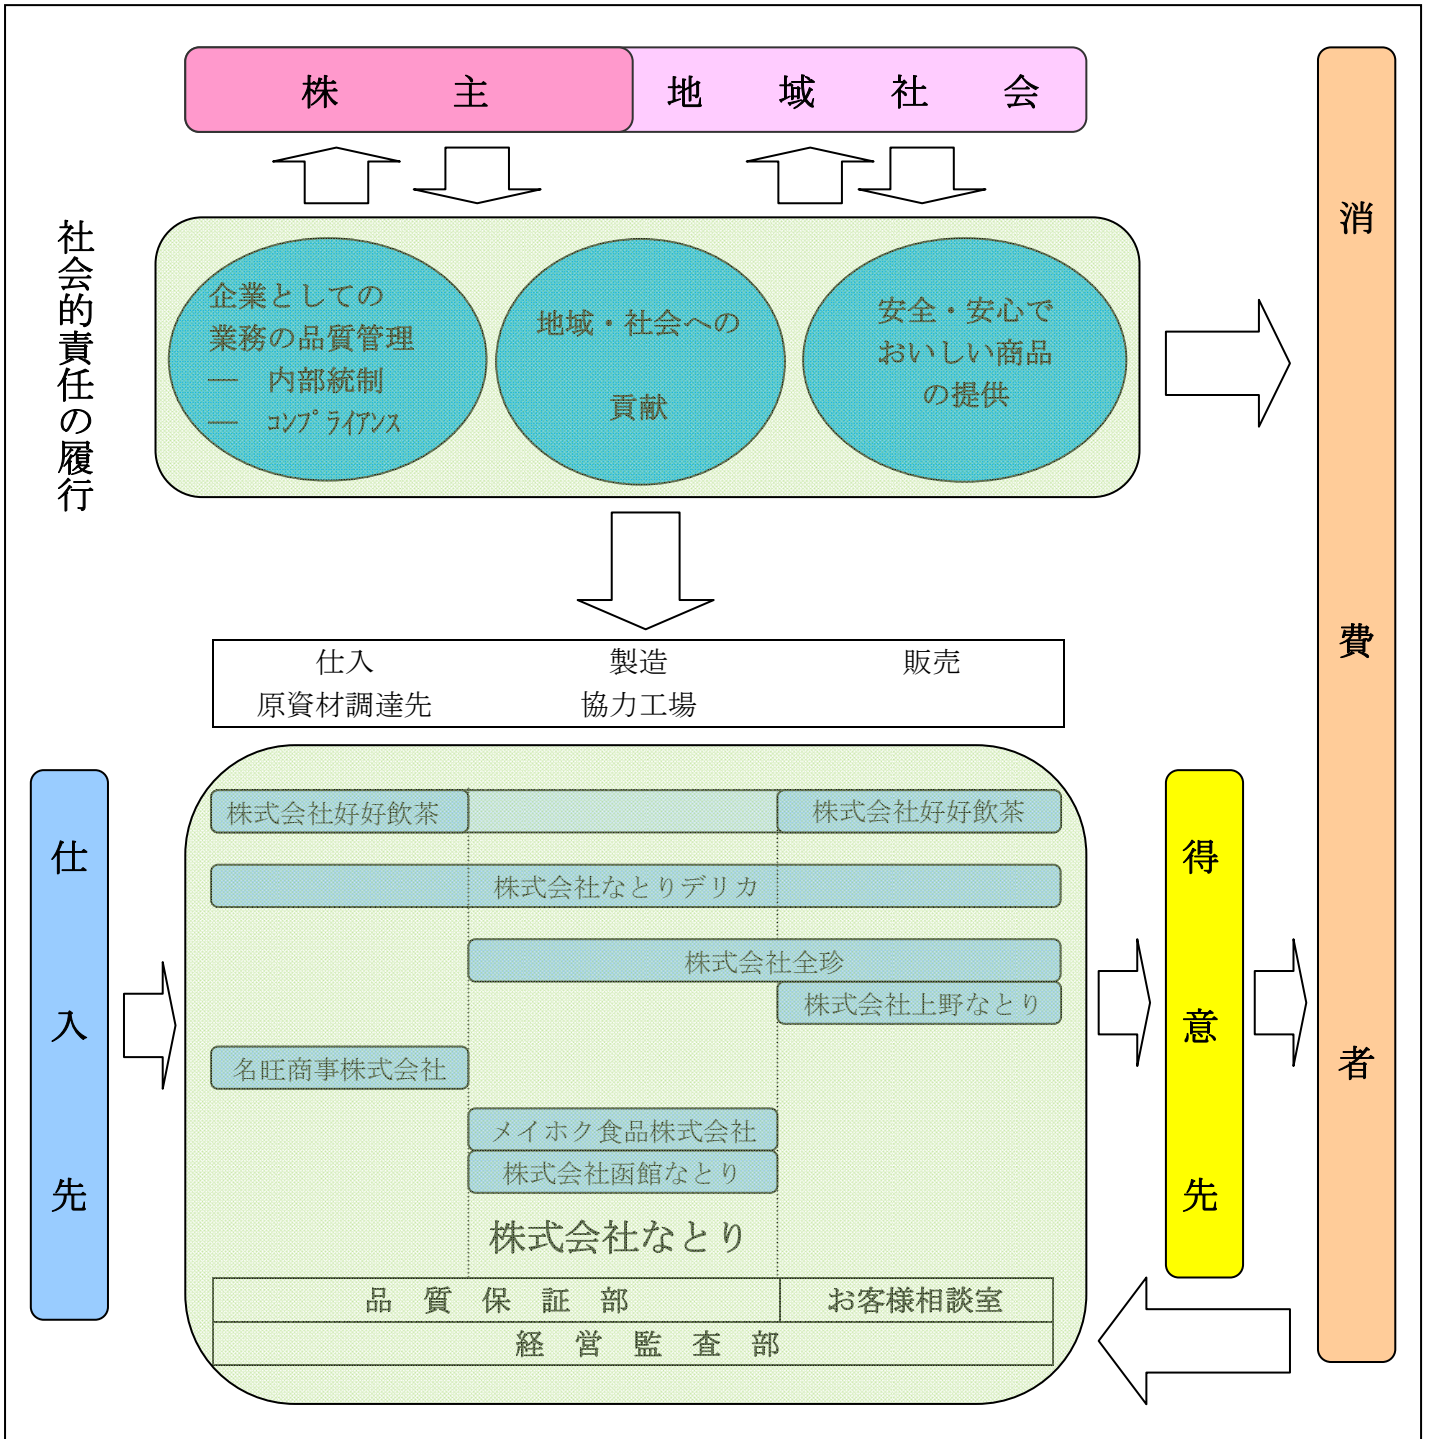 株主
地域社会
社会的責任の履行
企業としての
業務の品質管理
― 内部統制
― ｺﾝﾌﾟﾗｲｱﾝｽ
地域・社会への
貢献
安全・安心で
おいしい商品
の提供
消費者
仕入 製造 販売
原資材調達先 協力工場
仕入先
株式会社好好飲茶
株式会社好好飲茶
株式会社なとりデリカ
株式会社全珍
株式会社上野なとり
名旺商事株式会社
メイホク食品株式会社
株式会社函館なとり
株式会社なとり
品質保証部
お客様相談室
経営監査部
得意先